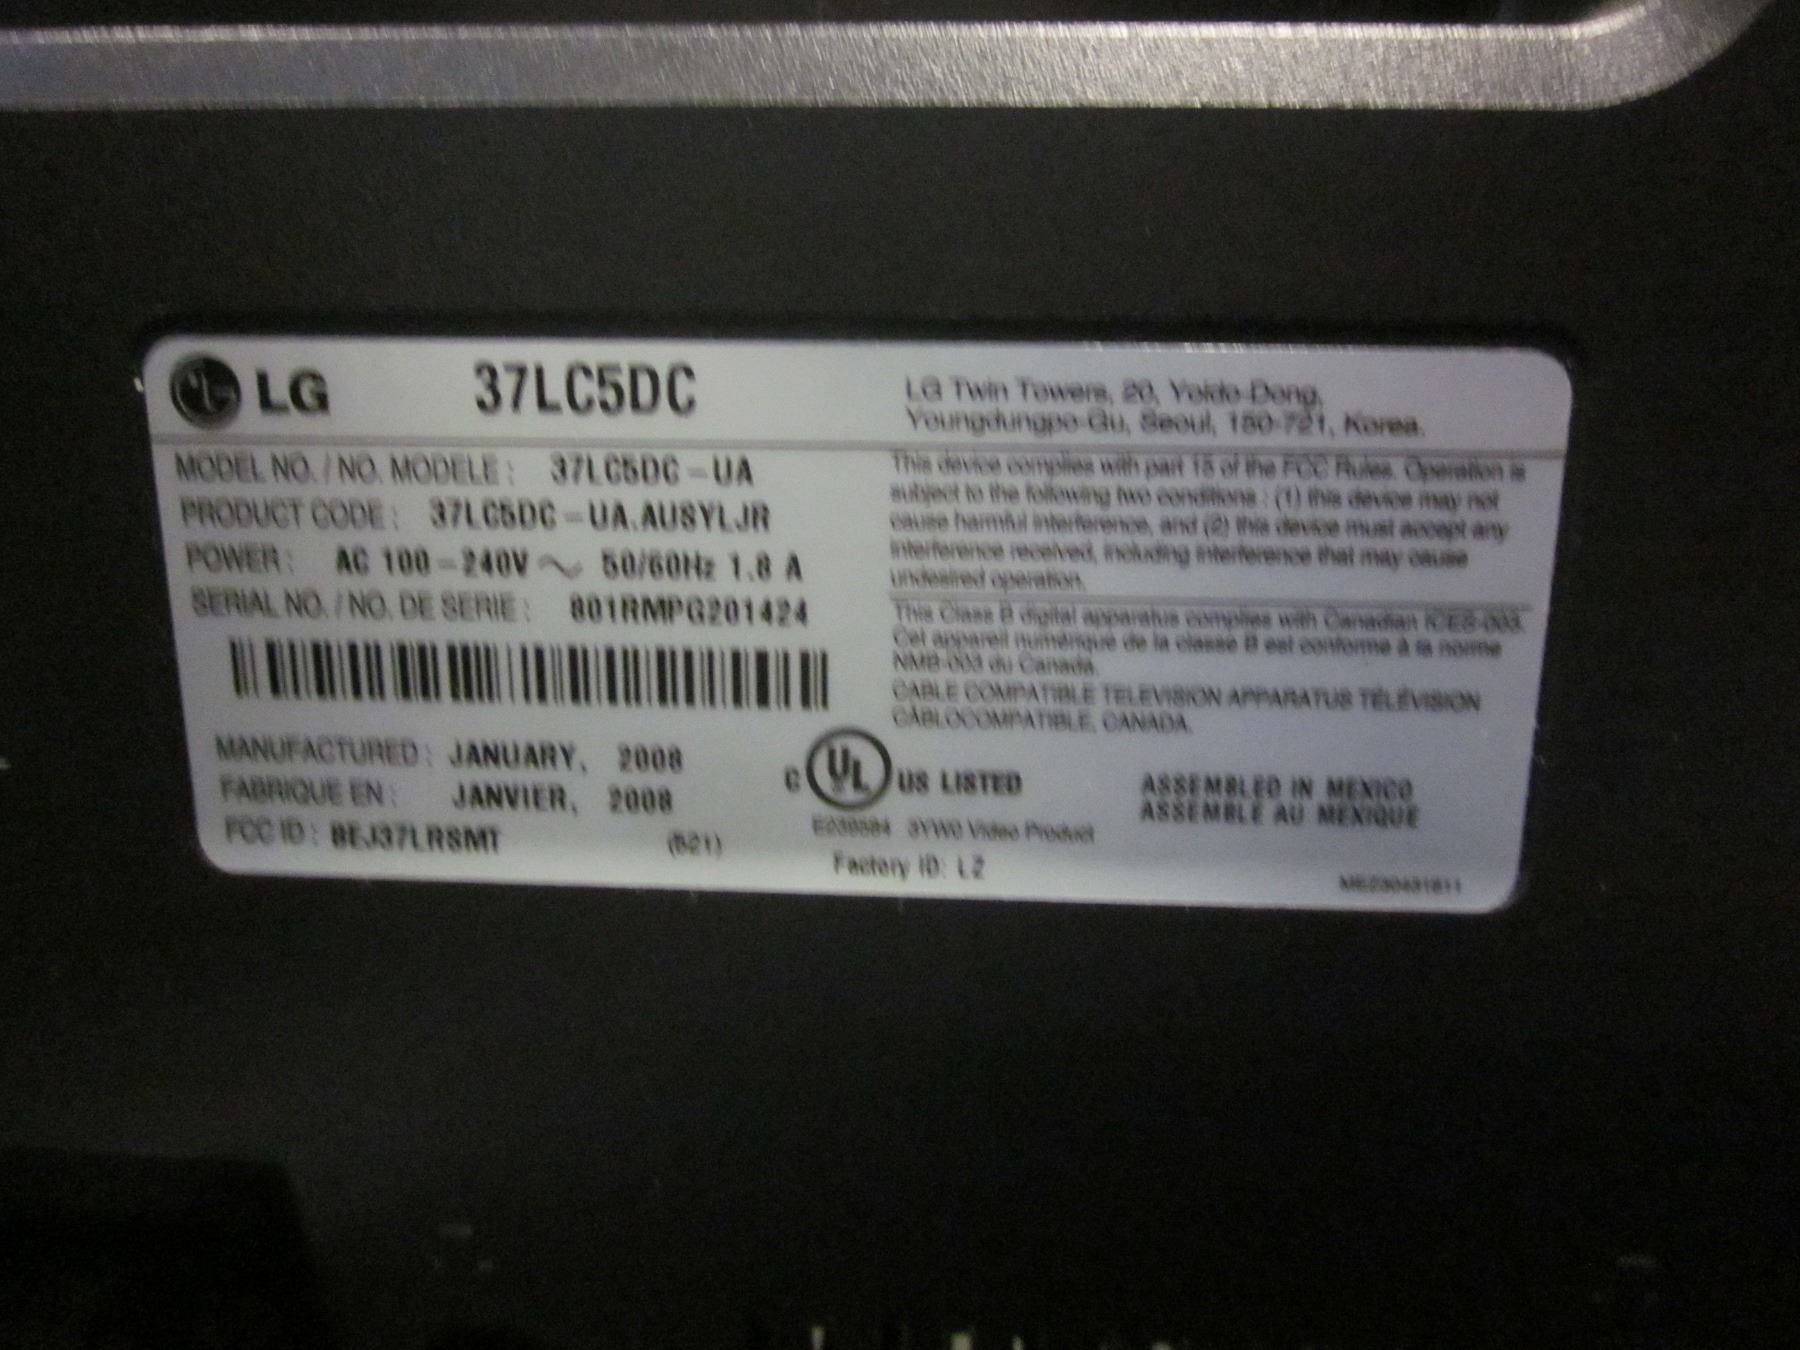 LG 37LC5DC
LG Twin Towers, 20, Yoido-Dong,
Youngdungpo-Gu, Seoul, 150-721, Korea.
MODEL NO. / NO. MODELE : 37LC5DC-UA
PRODUCT CODE : 37LC5DC-UA.AUSYLJR
POWER : AC 100-240V ~ 50/60Hz 1.8 A
SERIAL NO. / NO. DE SERIE : 801RMPG201424
MANUFACTURED : JANUARY, 2008
FABRIQUE EN : JANVIER, 2008
FCC ID : BEJ37LRSMT (521)
This device complies with part 15 of the FCC Rules. Operation is
subject to the following two conditions : (1) this device may not
cause harmful interference, and (2) this device must accept any
interference received, including interference that may cause
undesired operation.
This Class B digital apparatus complies with Canadian ICES-003.
Cet appareil numérique de la classe B est conforme à la norme
NMB-003 du Canada.
CABLE COMPATIBLE TELEVISION APPARATUS TÉLÉVISION
CÂBLOCOMPATIBLE, CANADA.
C UL US LISTED
3YW0 Video Product
Factory ID: LZ
ASSEMBLED IN MEXICO
ASSEMBLE AU MEXIQUE